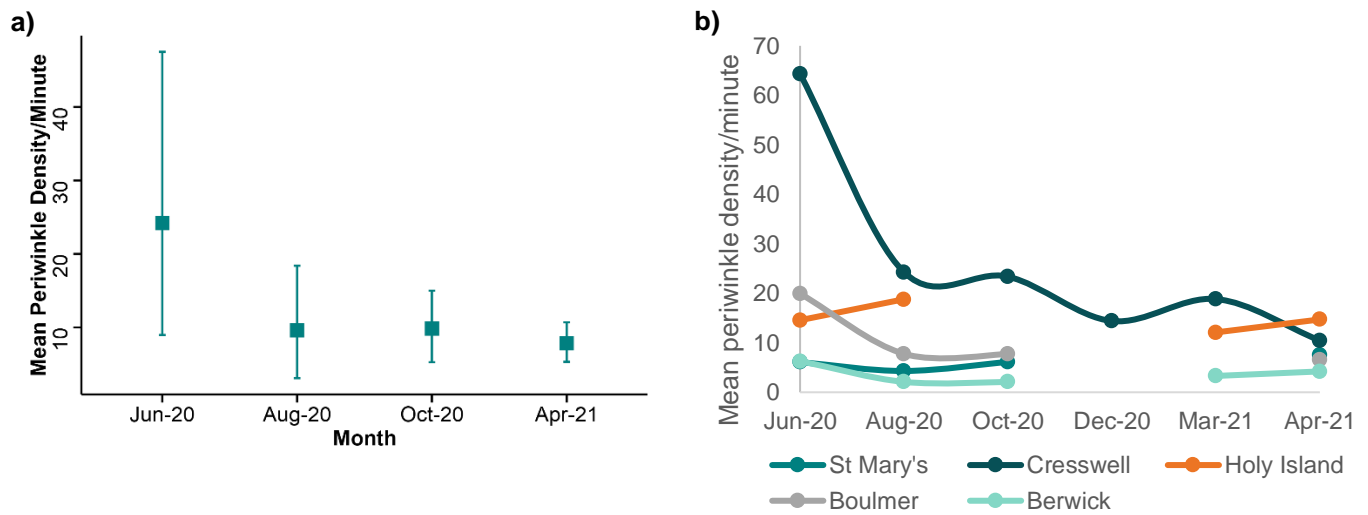 a)
Mean Periwinkle Density/Minute
40
30
20
10
Jun-20 Aug-20 Oct-20 Apr-21
Month
b)
Mean periwinkle density/minute
70
60
50
40
30
20
10
0
Jun-20 Aug-20 Oct-20 Dec-20 Mar-21 Apr-21
St Mary's Cresswell Holy Island
Boulmer Berwick